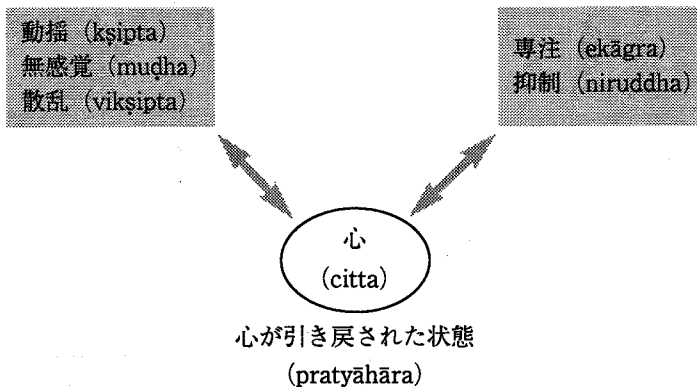 動揺（kṣipta）
無感覚（muḍha）
散乱（vikṣipta）
専注（ekāgra）
抑制（niruddha）
心
(citta)
心が引き戻された状態
(pratyāhāra)